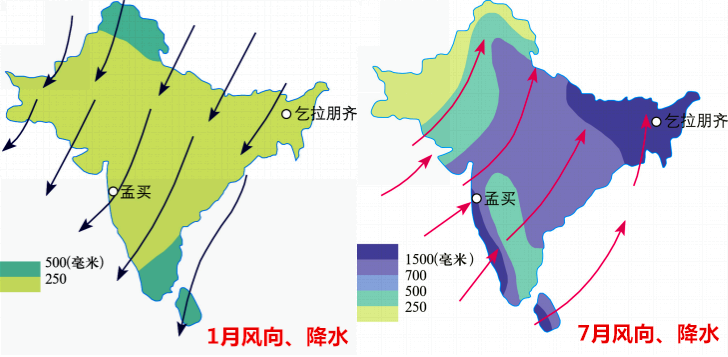 乞拉朋齐
孟买
500(毫米)
250
1月风向、降水
乞拉朋齐
孟买
1500(毫米)
700
500
250
7月风向、降水